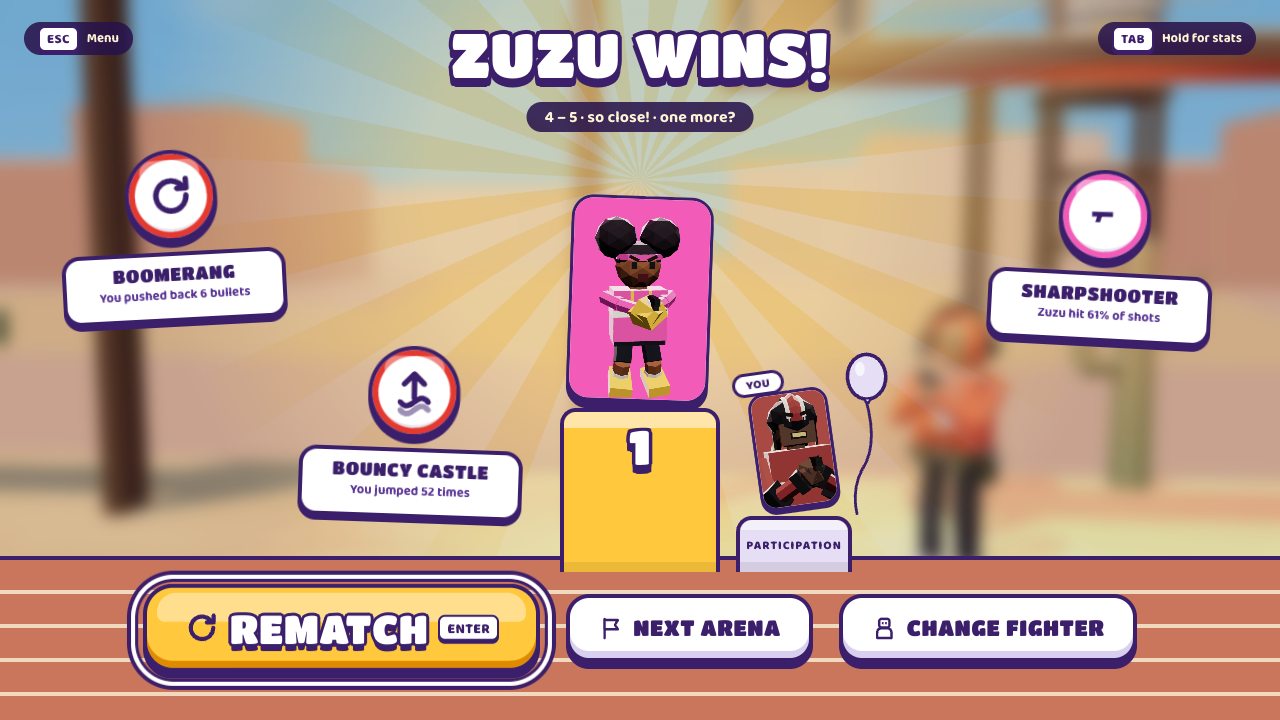 ESC Menu
ZUZU WINS!
TAB Hold for stats
4 – 5 · so close! · one more?
BOOMERANG
You pushed back 6 bullets
SHARPSHOOTER
Zuzu hit 61% of shots
BOUNCY CASTLE
You jumped 52 times
1
YOU
PARTICIPATION
REMATCH ENTER
NEXT ARENA
CHANGE FIGHTER